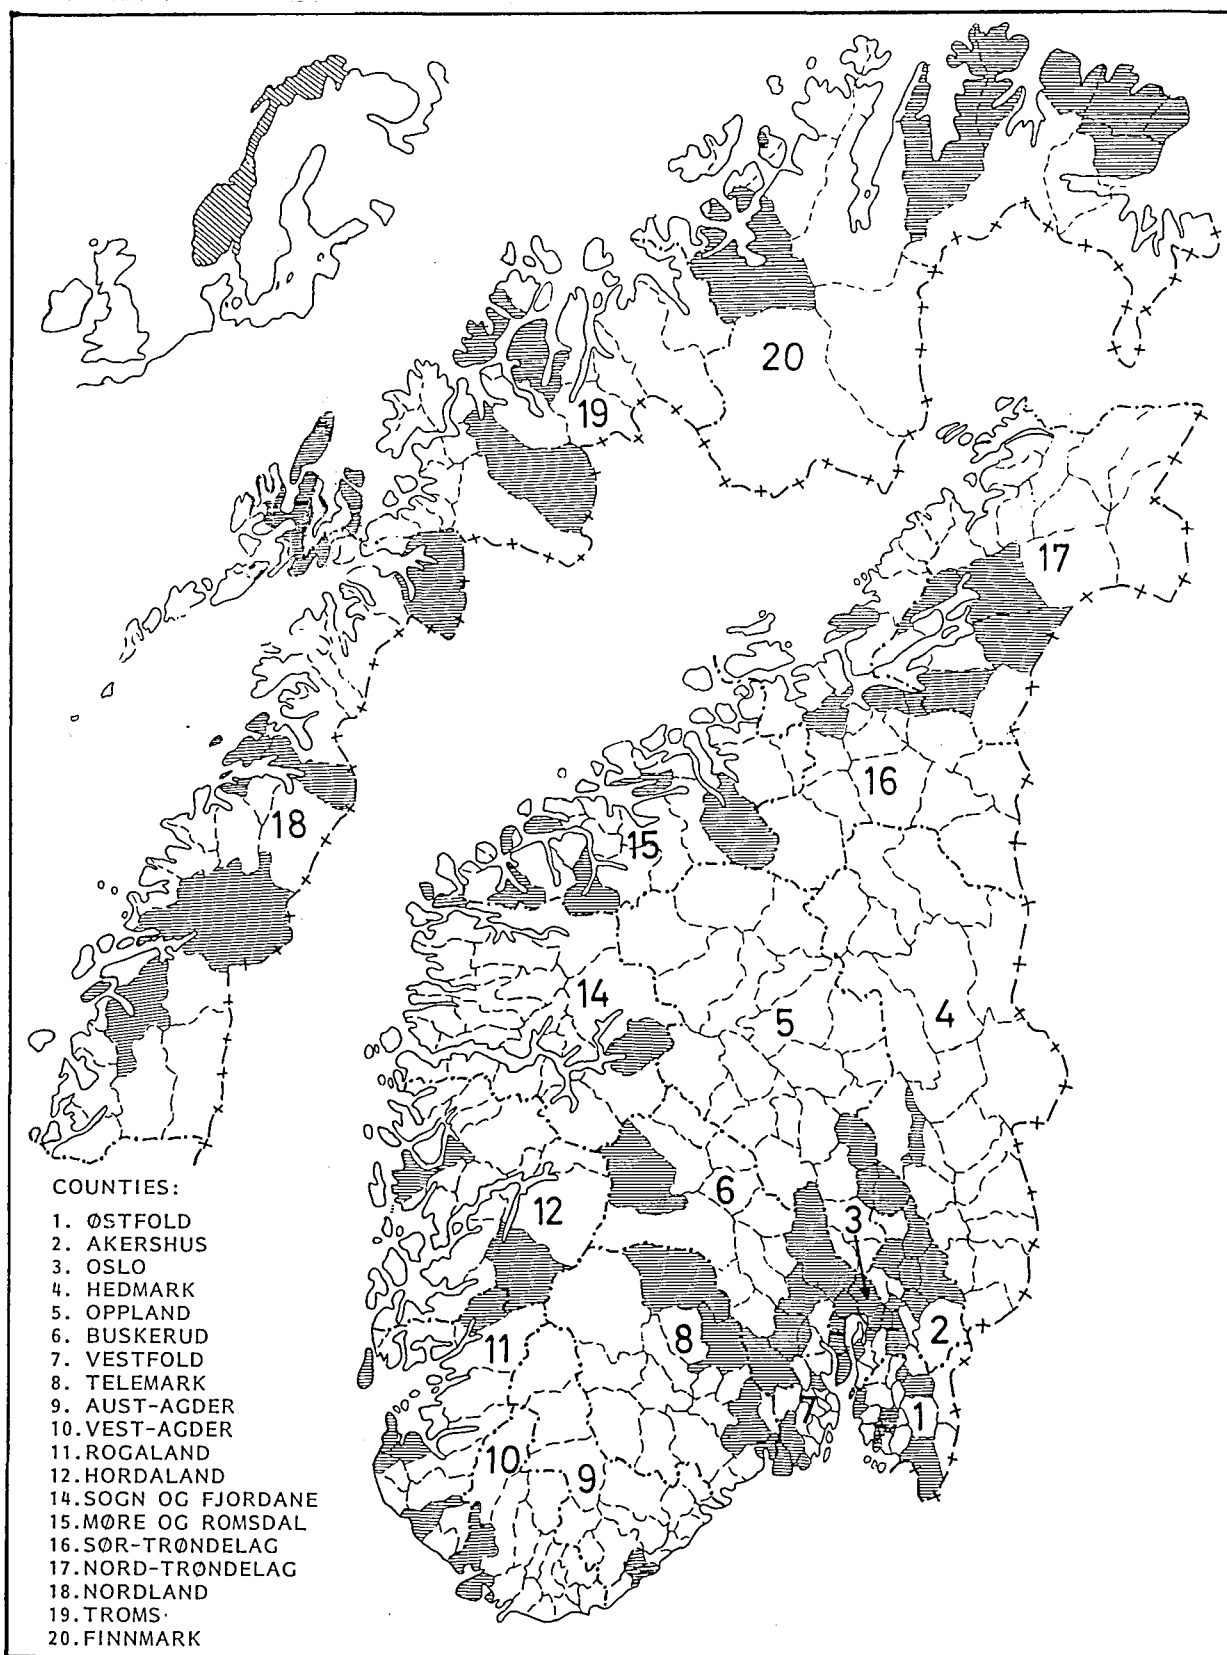 20
19
17
16
18
15
14
5
4
12
6
3
11
8
2
7
1
10
9
COUNTIES:
1. ØSTFOLD
2. AKERSHUS
3. OSLO
4. HEDMARK
5. OPPLAND
6. BUSKERUD
7. VESTFOLD
8. TELEMARK
9. AUST-AGDER
10. VEST-AGDER
11. ROGALAND
12. HORDALAND
14. SOGN OG FJORDANE
15. MØRE OG ROMSDAL
16. SØR-TRØNDELAG
17. NORD-TRØNDELAG
18. NORDLAND
19. TROMS
20. FINNMARK